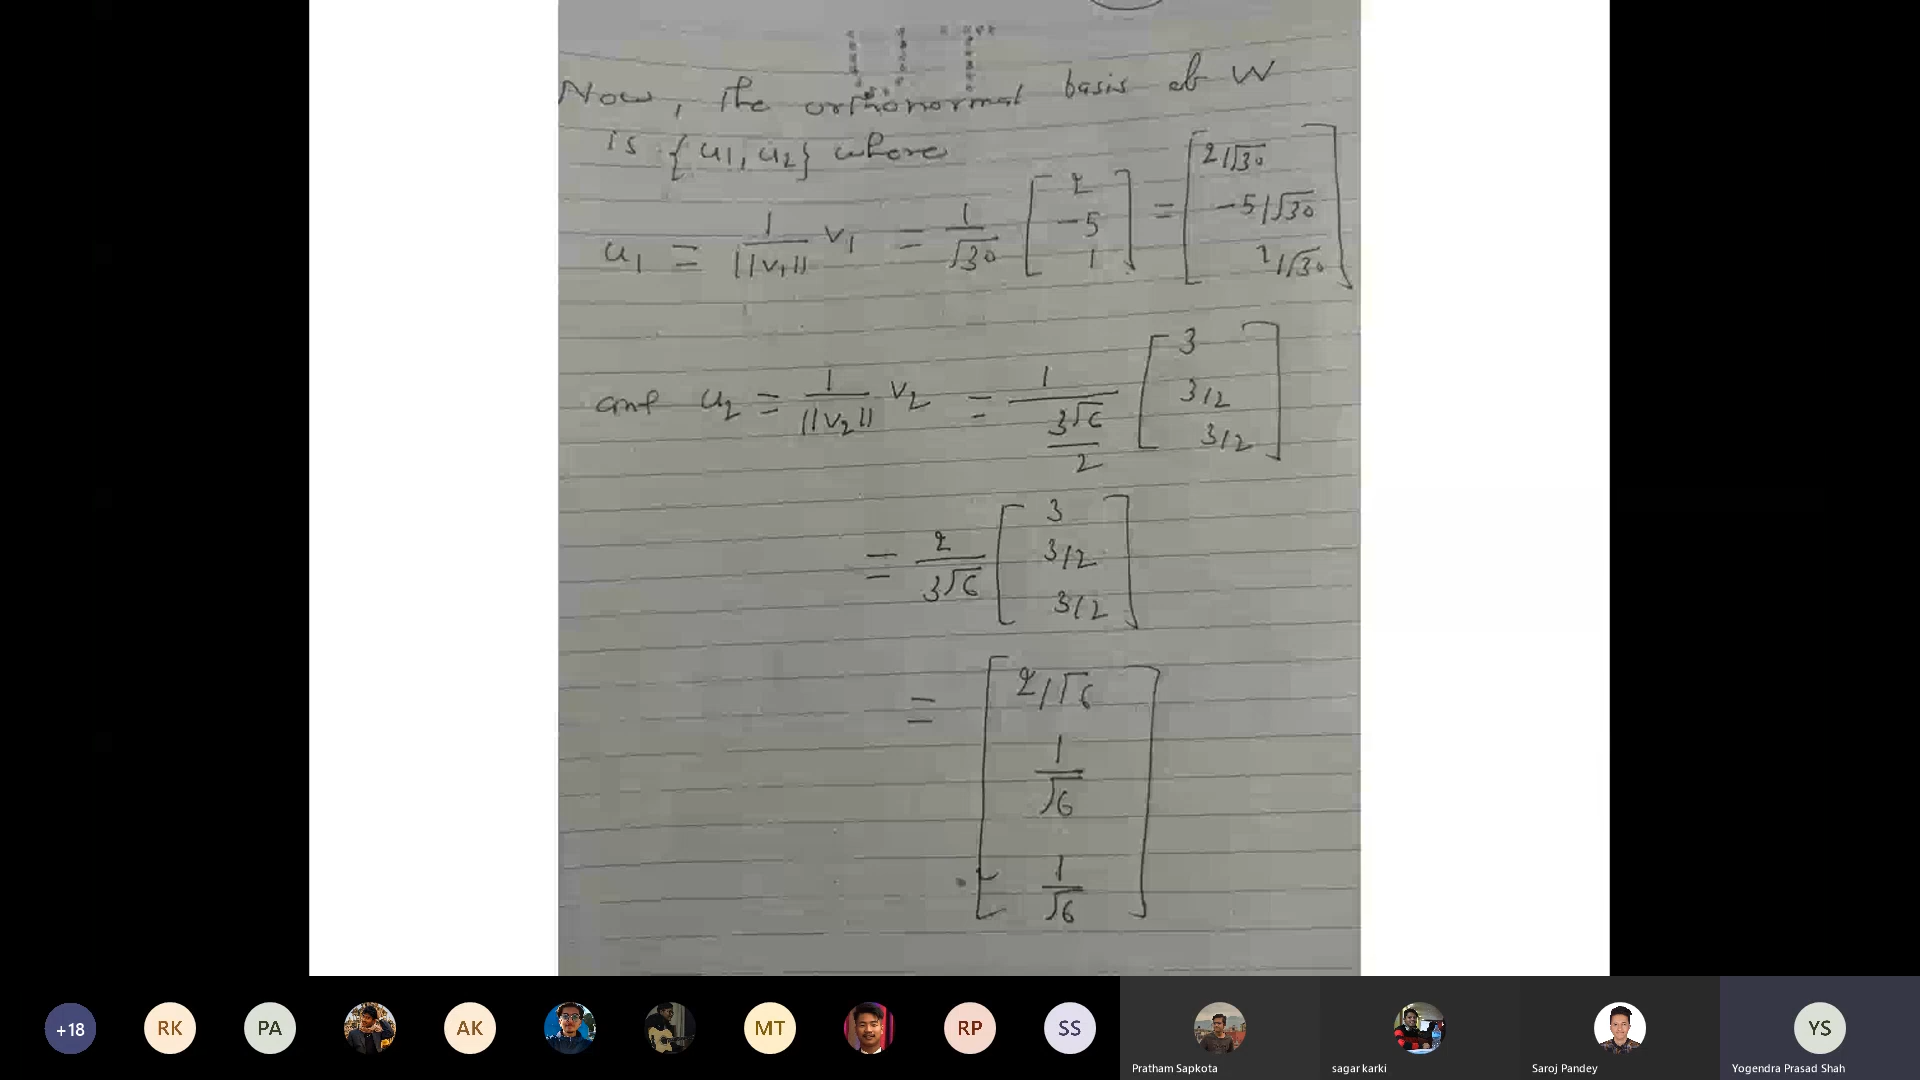 Now, the orthonormal basis of W
is {u1, u2} where
u1 = 1/||v1|| v1 = 1/√30 [2 -5 1] = [2/√30 -5/√30 1/√30]
and u2 = 1/||v2|| v2 = 1/(3√6/2) [3 3/2 3/2]
= 2/3√6 [3 3/2 3/2]
= [2/√6 1/√6 1/√6]
+18
RK
PA
AK
MT
RP
SS
YS
Pratham Sapkota
sagar karki
Saroj Pandey
Yogendra Prasad Shah